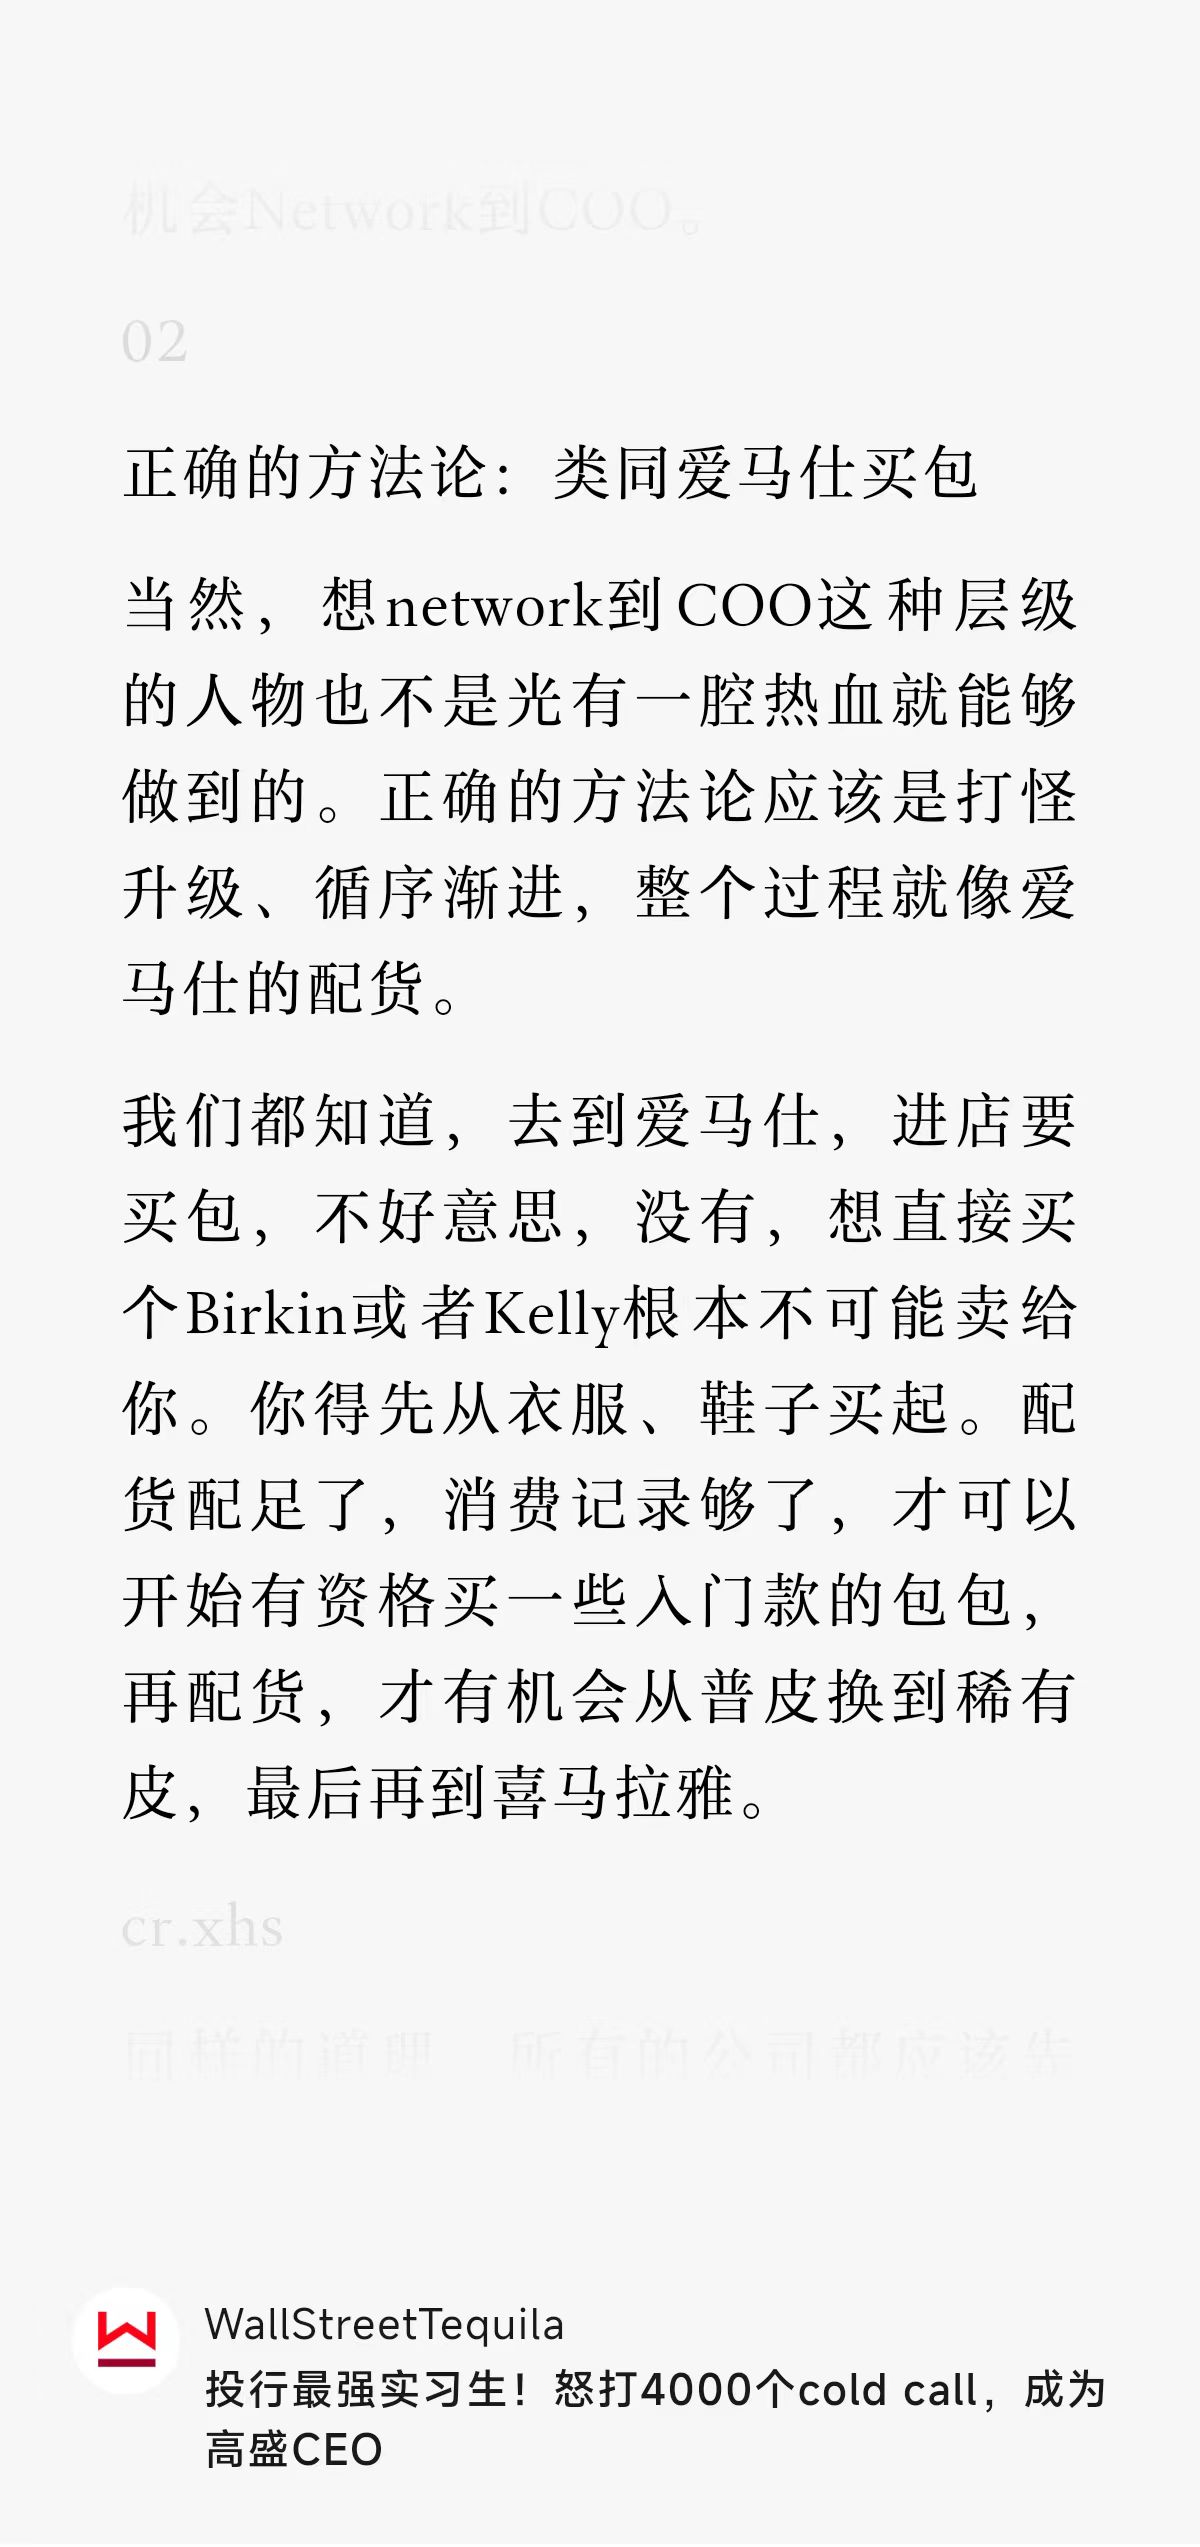 机会Network到COO。
02
正确的方法论：类同爱马仕买包
当然，想network到COO这种层级
的人物也不是光有一腔热血就能够
做到的。正确的方法论应该是打怪
升级、循序渐进，整个过程就像爱
马仕的配货。
我们都知道，去到爱马仕，进店要
买包，不好意思，没有，想直接买
个Birkin或者Kelly根本不可能卖给
你。你得先从衣服、鞋子买起。配
货配足了，消费记录够了，才可以
开始有资格买一些入门款的包包，
再配货，才有机会从普皮换到稀有
皮，最后再到喜马拉雅。
cr.xhs
同样的道理 所有的公司都应该先
WallStreetTequila
投行最强实习生！怒打4000个cold call，成为
高盛CEO